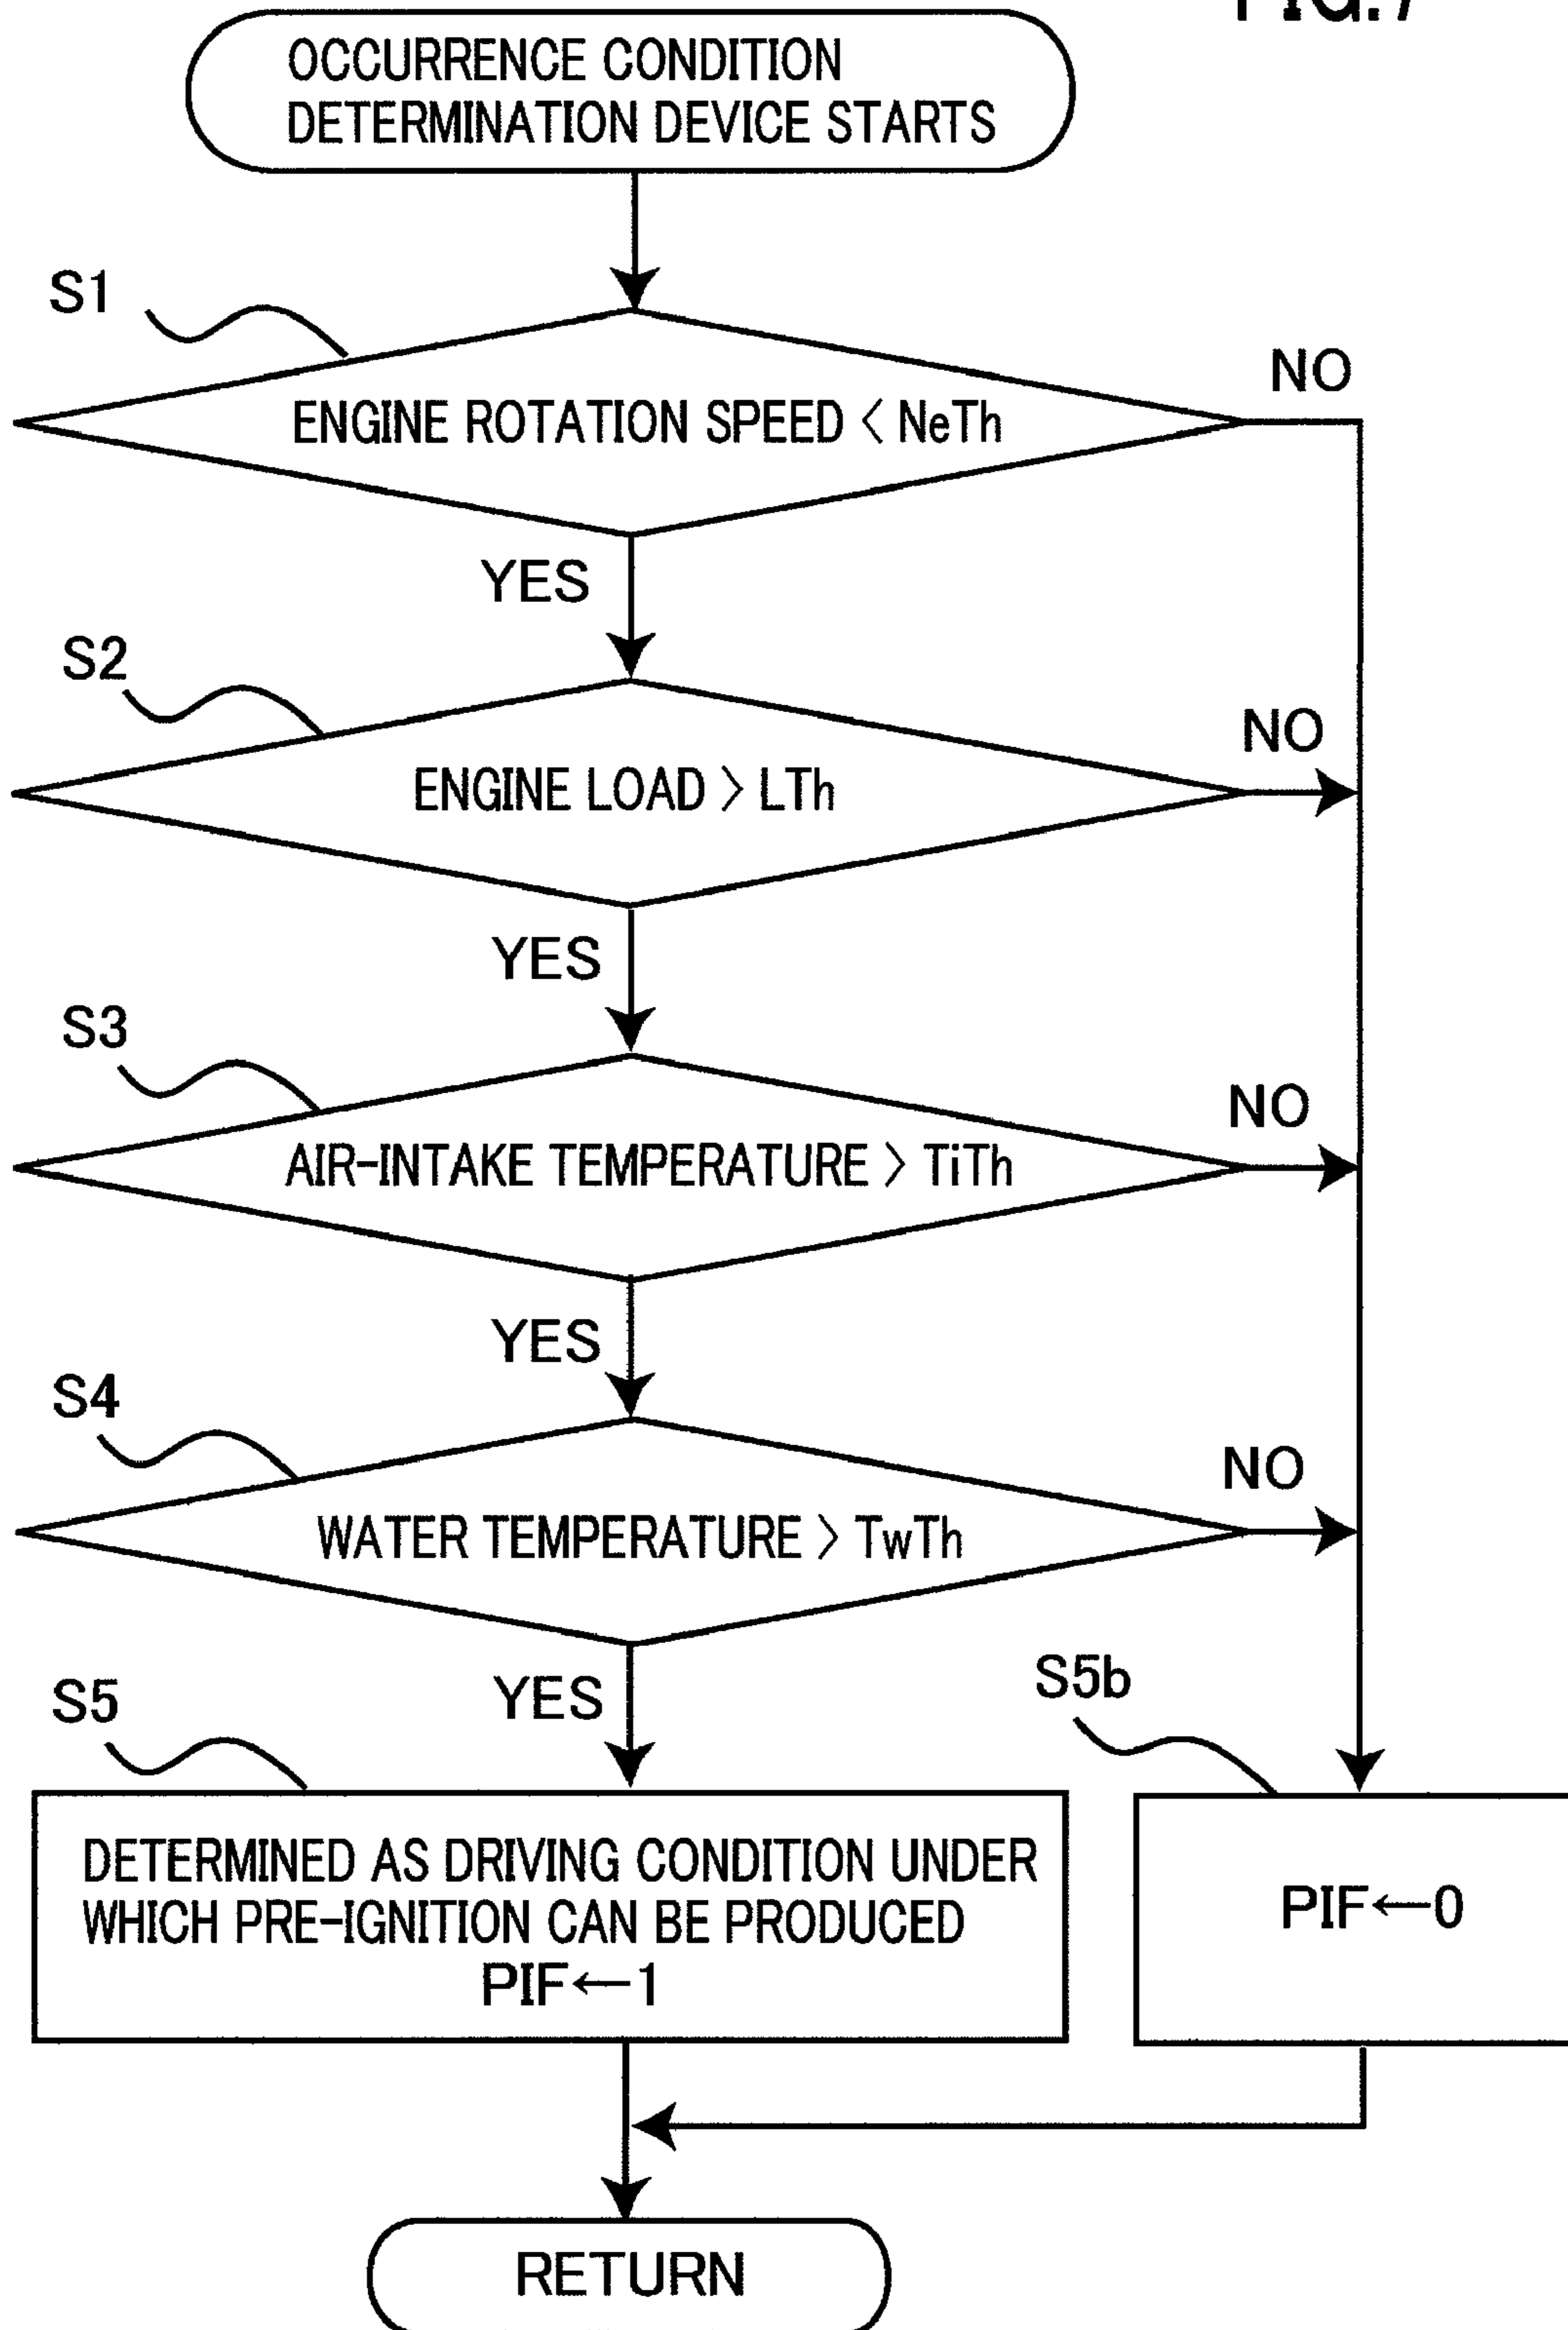 FIG.7
OCCURRENCE CONDITION
DETERMINATION DEVICE STARTS
S1
NO
ENGINE ROTATION SPEED < NeTh
YES
S2
NO
ENGINE LOAD > LTh
YES
S3
NO
AIR-INTAKE TEMPERATURE > TiTh
YES
S4
NO
WATER TEMPERATURE > TwTh
YES
S5
S5b
DETERMINED AS DRIVING CONDITION UNDER
WHICH PRE-IGNITION CAN BE PRODUCED
PIF←1
PIF←0
RETURN